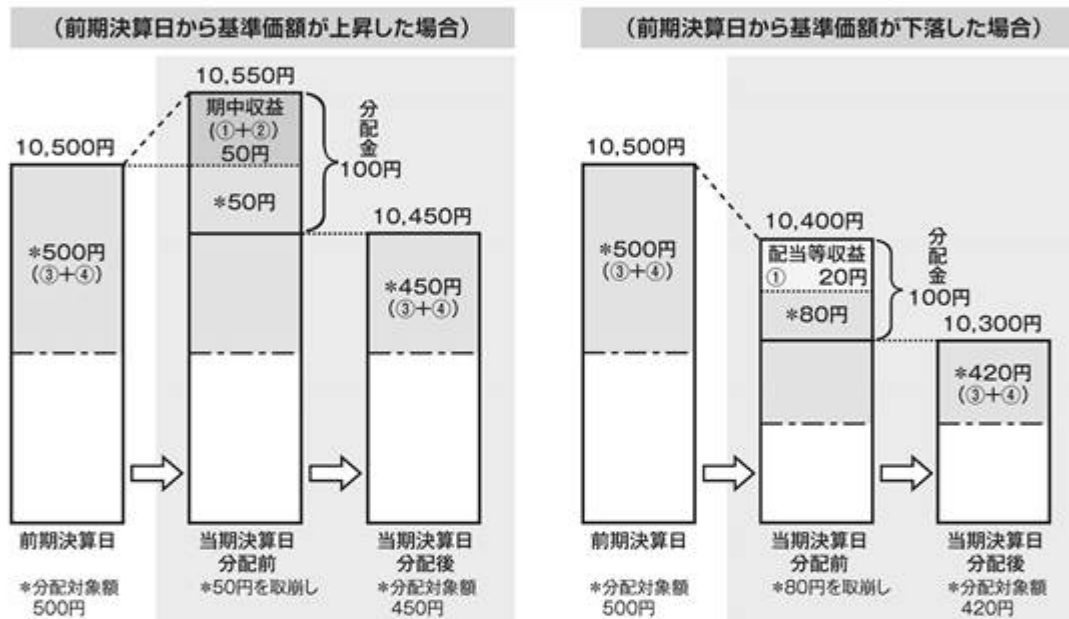 (前期決算日から基準価額が上昇した場合)
10,550円
期中収益
(①+②)
50円
*50円
分配金
100円
10,500円
*500円
(③+④)
10,450円
*450円
(③+④)
前期決算日
*分配対象額
500円
当期決算日
分配前
*50円を取崩し
当期決算日
分配後
*分配対象額
450円
(前期決算日から基準価額が下落した場合)
10,500円
*500円
(③+④)
10,400円
配当等収益
① 20円
*80円
分配金
100円
10,300円
*420円
(③+④)
前期決算日
*分配対象額
500円
当期決算日
分配前
*80円を取崩し
当期決算日
分配後
*分配対象額
420円